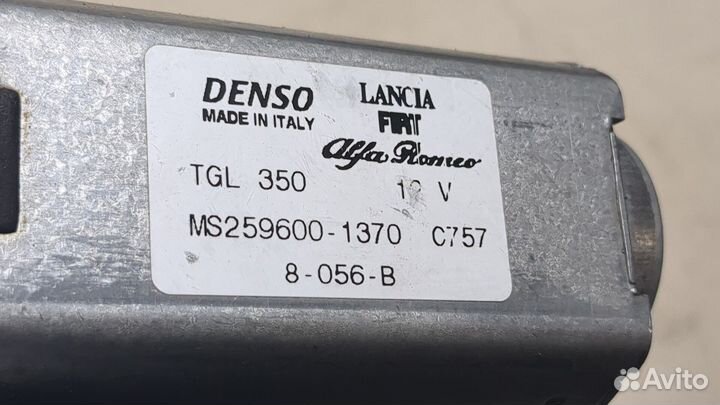 DENSO
MADE IN ITALY
LANCIA
FIAT
Alfa Romeo
TGL 350 12 V
MS259600-1370 C757
8-056-B
Avito